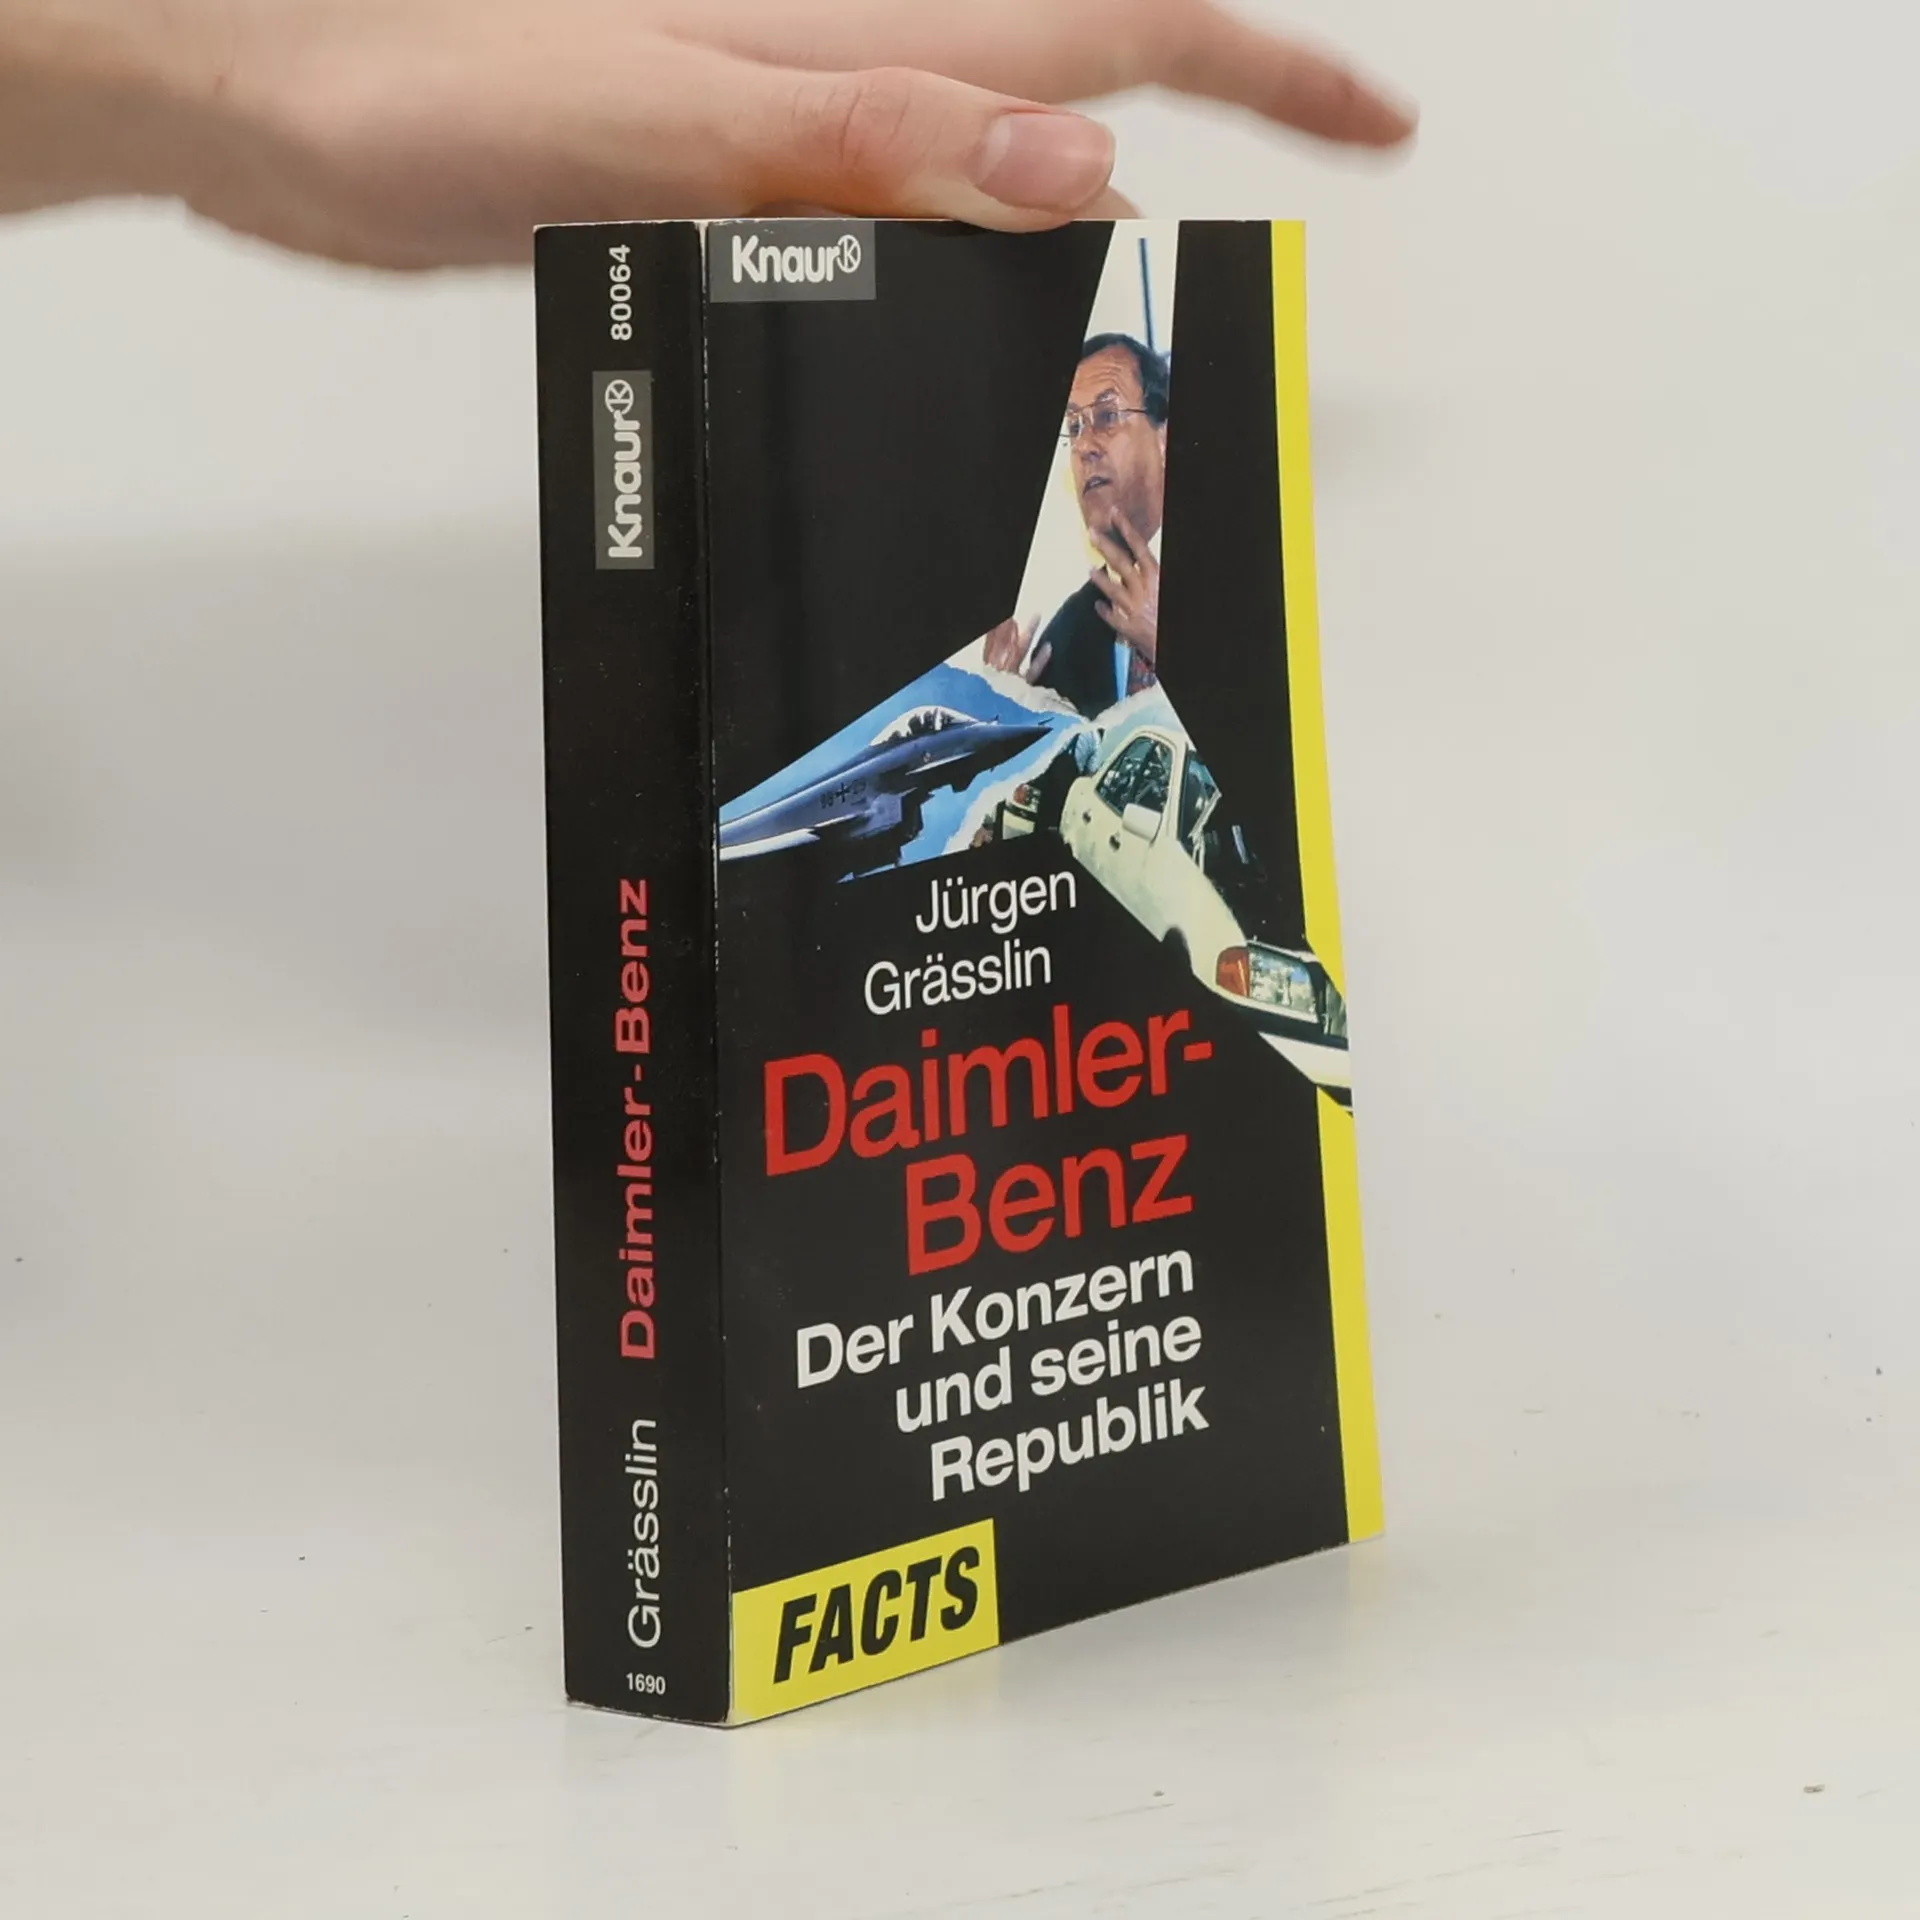 80064
Knaur
Daimler-Benz
Grässlin
1690
Knaur
Jürgen
Grässlin
Daimler-
Benz
Der Konzern
und seine
Republik
FACTS